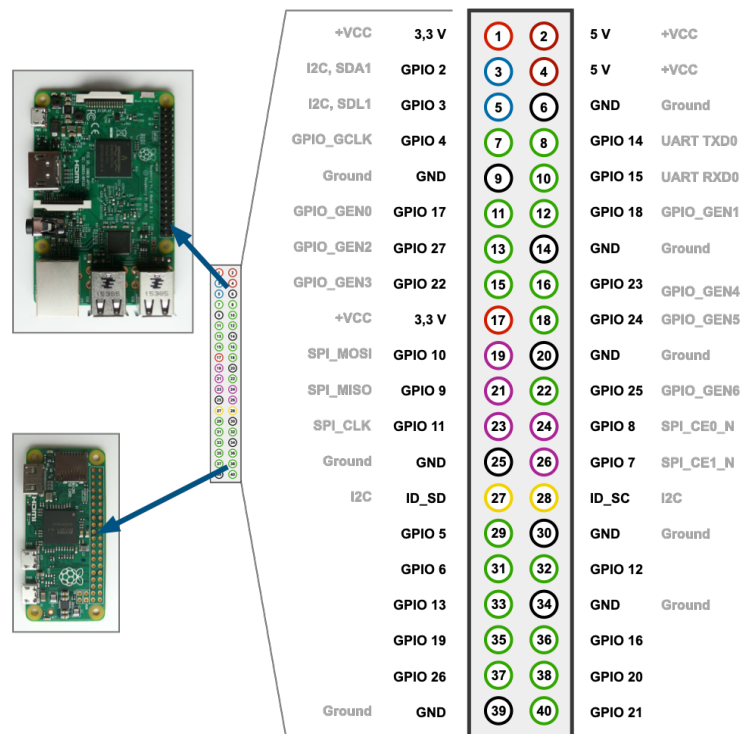 +VCC 3,3 V 1 2 5 V +VCC
I2C, SDA1 GPIO 2 3 4 5 V +VCC
I2C, SDL1 GPIO 3 5 6 GND Ground
GPIO_GCLK GPIO 4 7 8 GPIO 14 UART TXD0
Ground GND 9 10 GPIO 15 UART RXD0
GPIO_GEN0 GPIO 17 11 12 GPIO 18 GPIO_GEN1
GPIO_GEN2 GPIO 27 13 14 GND Ground
GPIO_GEN3 GPIO 22 15 16 GPIO 23 GPIO_GEN4
+VCC 3,3 V 17 18 GPIO 24 GPIO_GEN5
SPI_MOSI GPIO 10 19 20 GND Ground
SPI_MISO GPIO 9 21 22 GPIO 25 GPIO_GEN6
SPI_CLK GPIO 11 23 24 GPIO 8 SPI_CE0_N
Ground GND 25 26 GPIO 7 SPI_CE1_N
I2C ID_SD 27 28 ID_SC I2C
GPIO 5 29 30 GND Ground
GPIO 6 31 32 GPIO 12
GPIO 13 33 34 GND Ground
GPIO 19 35 36 GPIO 16
GPIO 26 37 38 GPIO 20
Ground GND 39 40 GPIO 21
HDMI
HDMI